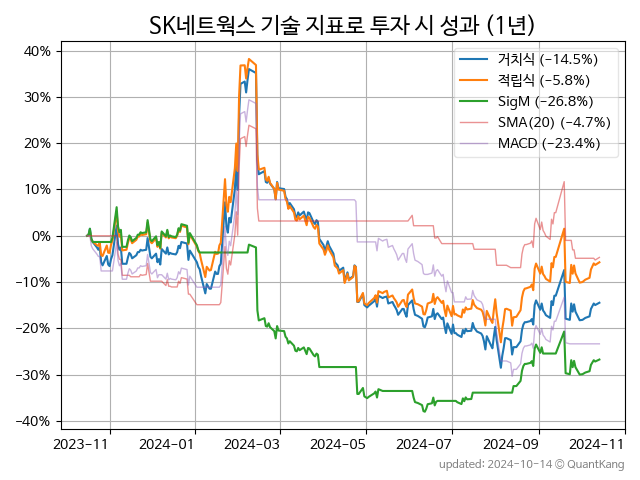 SK네트웍스 기술 지표로 투자 시 성과 (1년)
40%
30%
20%
10%
0%
−10%
−20%
−30%
−40%
거치식 (−14.5%)
적립식 (−5.8%)
SigM (−26.8%)
SMA(20) (−4.7%)
MACD (−23.4%)
2023-11 2024-01 2024-03 2024-05 2024-07 2024-09 2024-11
updated: 2024-10-14 © QuantKang